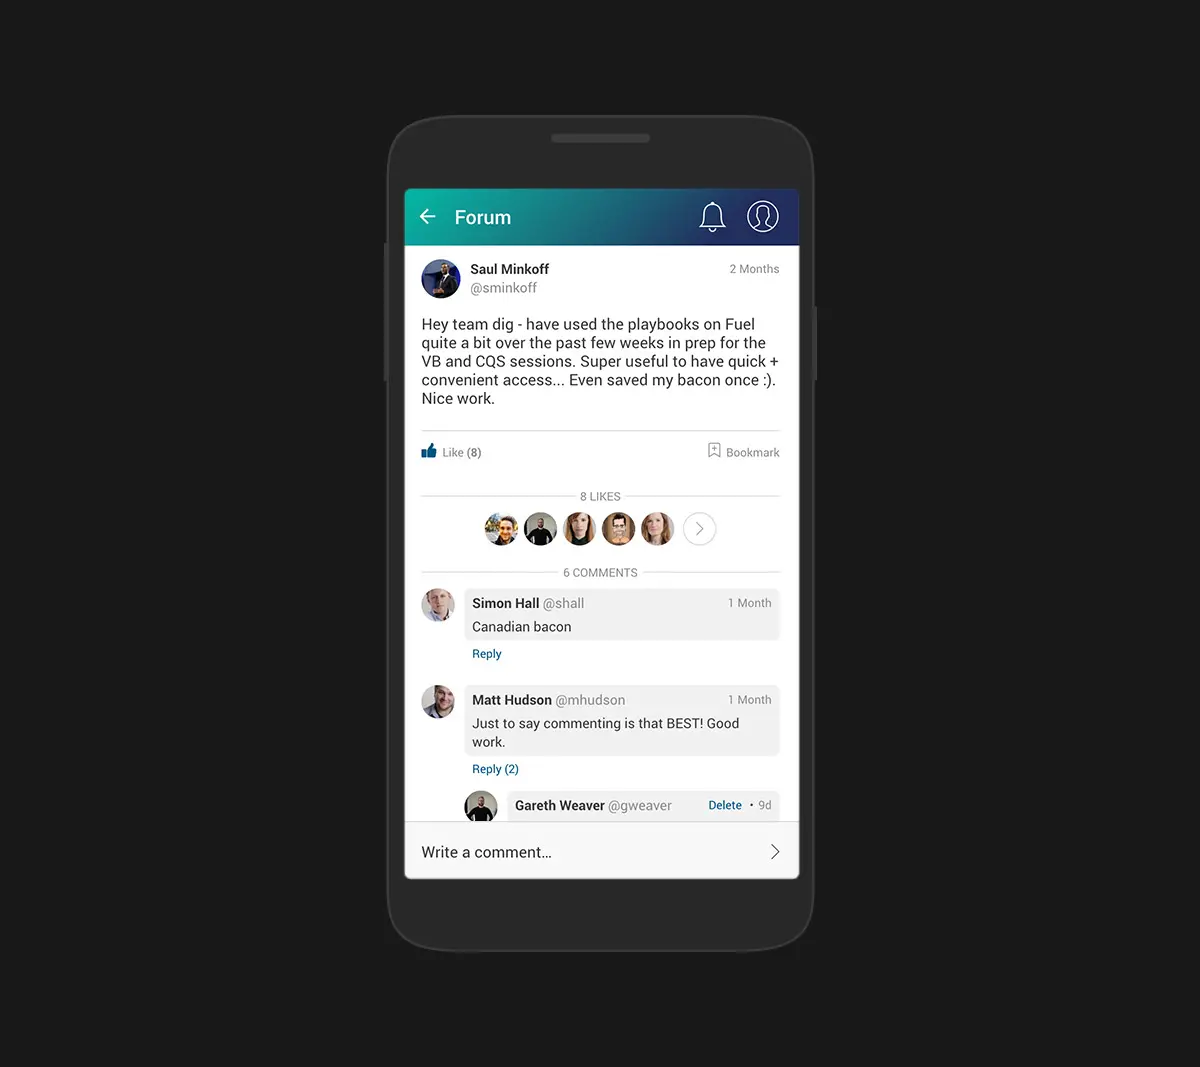 Forum
Saul Minkoff
2 Months
@sminkoff
Hey team dig - have used the playbooks on Fuel
quite a bit over the past few weeks in prep for the
VB and CQS sessions. Super useful to have quick +
convenient access... Even saved my bacon once :).
Nice work.
Like (8)
Bookmark
8 LIKES
6 COMMENTS
Simon Hall @shall
1 Month
Canadian bacon
Reply
Matt Hudson @mhudson
1 Month
Just to say commenting is that BEST! Good
work.
Reply (2)
Gareth Weaver @gweaver
Delete • 9d
Write a comment...